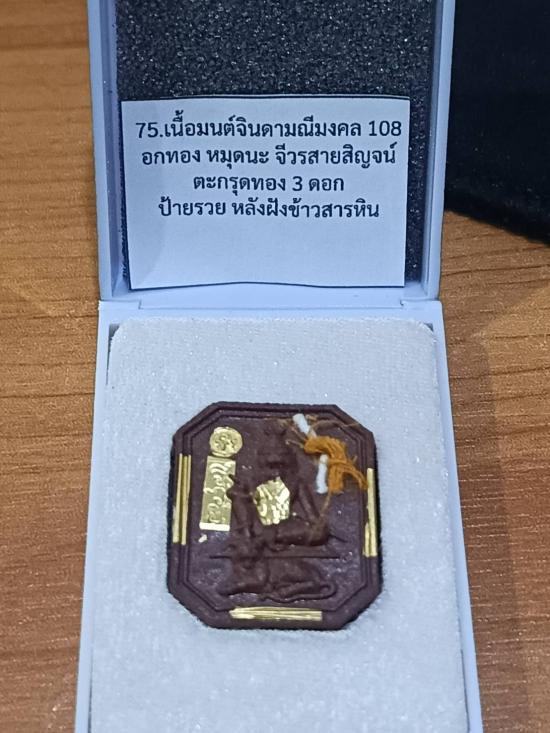 75.เนื้อมนต์จินดามณีมงคล 108
อกทอง หมุดนะ จีวรสายสิญจน์
ตะกรุดทอง 3 ดอก
ป้ายรวย หลังฝังข้าวสารหิน